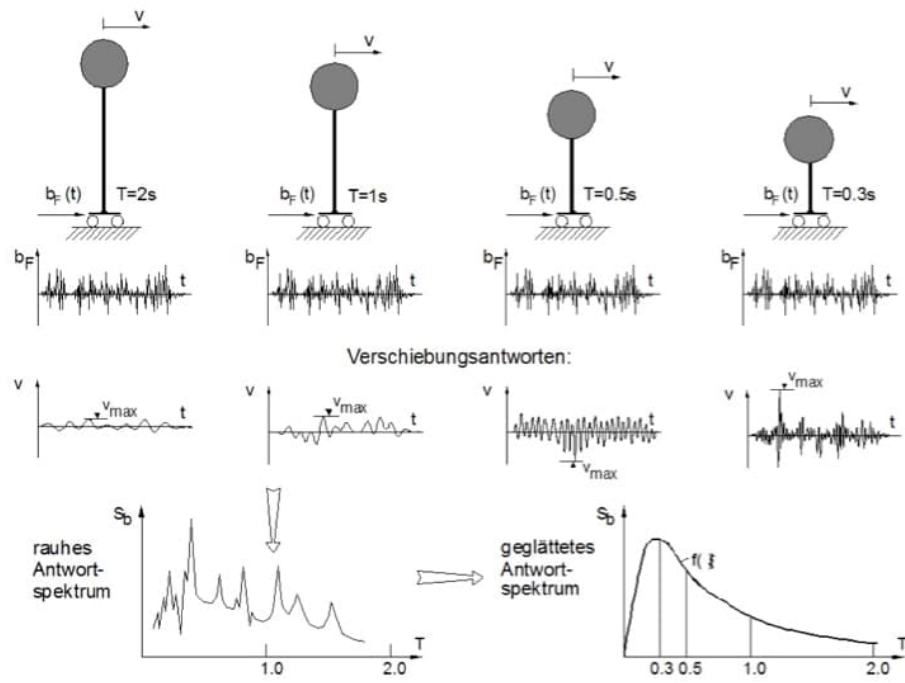 v
v
v
v
b_F (t) T=2s
b_F (t) T=1s
b_F (t) T=0.5s
b_F (t) T=0.3s
b_F t
b_F t
b_F t
b_F t
Verschiebungsantworten:
v v_max t
v v_max t
v v_max t
v v_max t
S_b
rauhes
Antwort-
spektrum
T
1.0 2.0
S_b
geglättetes
Antwort-
spektrum
f( ξ
T
0.3 0.5 1.0 2.0